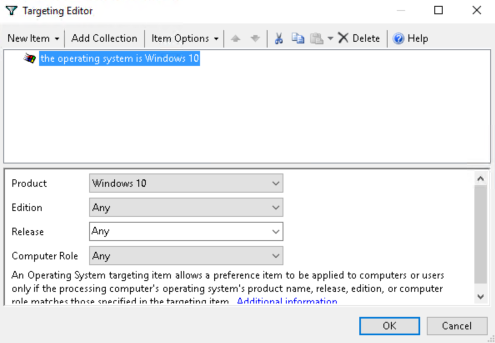 Targeting Editor
New Item Add Collection Item Options Delete Help
the operating system is Windows 10
Product Windows 10
Edition Any
Release Any
Computer Role Any
An Operating System targeting item allows a preference item to be applied to computers or users
only if the processing computer's operating system's product name, release, edition, or computer
role matches those specified in the targeting item. Additional information
OK Cancel